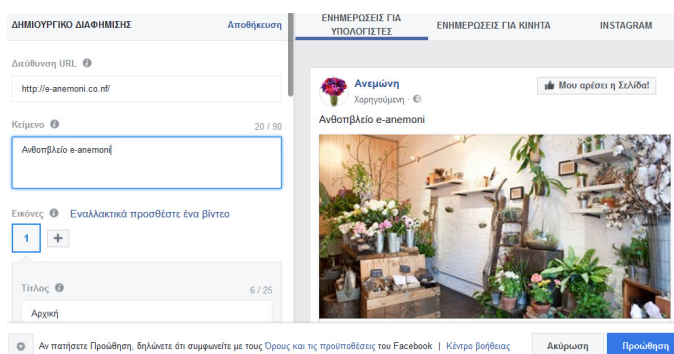 ΔΗΜΙΟΥΡΓΙΚΟ ΔΙΑΦΗΜΙΣΗΣ
Αποθήκευση
Διεύθυνση URL
http://e-anemoni.co.nf/
Κείμενο
20 / 90
Ανθοπβλείο e-anemoni
Εικόνες
Εναλλακτικά προσθέστε ένα βίντεο
1
+
Τίτλος
6 / 25
Αρχική
ΕΝΗΜΕΡΩΣΕΙΣ ΓΙΑ
ΥΠΟΛΟΓΙΣΤΕΣ
ΕΝΗΜΕΡΩΣΕΙΣ ΓΙΑ ΚΙΝΗΤΑ
INSTAGRAM
Ανεμώνη
Χορηγούμενη ·
Μου αρέσει η Σελίδα!
Ανθοπβλείο e-anemoni
Αν πατήσετε Προώθηση, δηλώνετε ότι συμφωνείτε με τους Όρους και τις προϋποθέσεις του Facebook | Κέντρο βοήθειας
Ακύρωση
Προώθηση